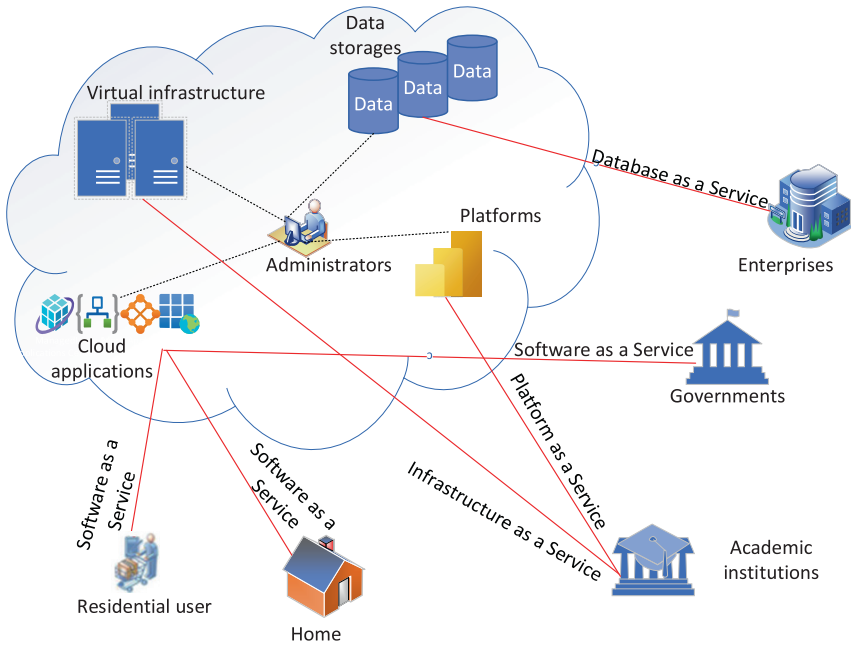 Data
storages
Data
Data
Data
Virtual infrastructure
Database as a Service
Platforms
Administrators
Enterprises
Cloud
applications
Software as a Service
Governments
Platform as a Service
Infrastructure as a Service
Software as a
Service
Software as a
Service
Academic
institutions
Residential user
Home